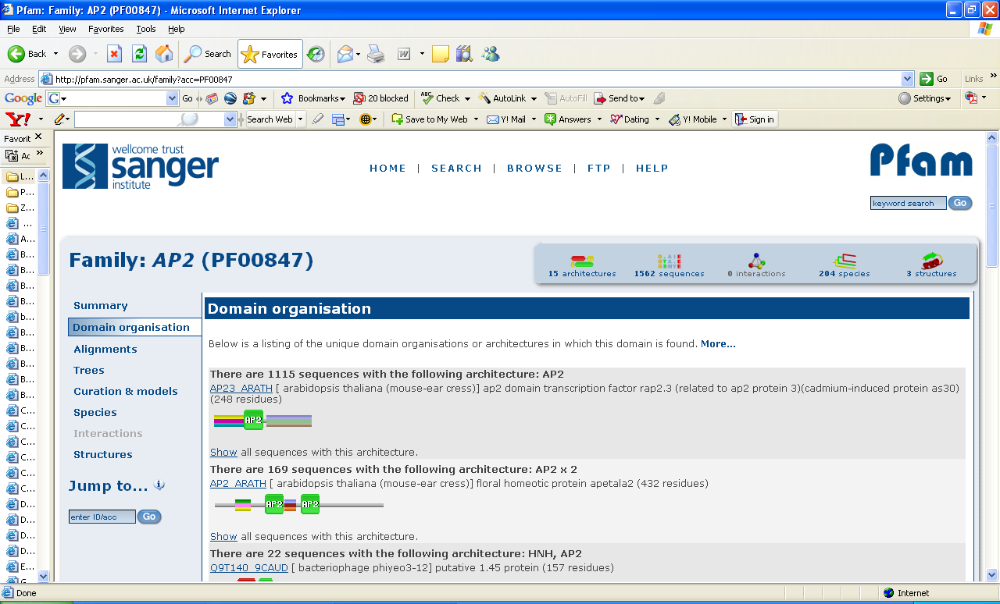 Pfam: Family: AP2 (PF00847) - Microsoft Internet Explorer
File Edit View Favorites Tools Help
Back Search Favorites
Address http://pfam.sanger.ac.uk/family?acc=PF00847 Go Links »
Google G Go Bookmarks 20 blocked ABC Check AutoLink AutoFill Send to Settings
Y! Search Web Save to My Web Y! Mail Answers Dating Y! Mobile Sign in
Favorit
Ac »
L...
P...
Z...
...
A...
B...
B...
B...
B...
b...
B...
B...
B...
B...
B...
C...
C...
C...
C...
C...
C...
D...
D...
D...
D...
E...
wellcome trust
sanger
institute
HOME | SEARCH | BROWSE | FTP | HELP
Pfam
keyword search Go
Family: AP2 (PF00847)
15 architectures 1562 sequences 0 interactions 204 species 3 structures
Summary
Domain organisation
Alignments
Trees
Curation & models
Species
Interactions
Structures
Jump to...
enter ID/acc Go
Domain organisation
Below is a listing of the unique domain organisations or architectures in which this domain is found. More...
There are 1115 sequences with the following architecture: AP2
AP23_ARATH [ arabidopsis thaliana (mouse-ear cress)] ap2 domain transcription factor rap2.3 (related to ap2 protein 3)(cadmium-induced protein as30)
(248 residues)
AP2
Show all sequences with this architecture.
There are 169 sequences with the following architecture: AP2 x 2
AP2_ARATH [ arabidopsis thaliana (mouse-ear cress)] floral homeotic protein apetala2 (432 residues)
AP2 AP2
Show all sequences with this architecture.
There are 22 sequences with the following architecture: HNH, AP2
Q9T140_9CAUD [ bacteriophage phiyeo3-12] putative 1.45 protein (157 residues)
Done Internet